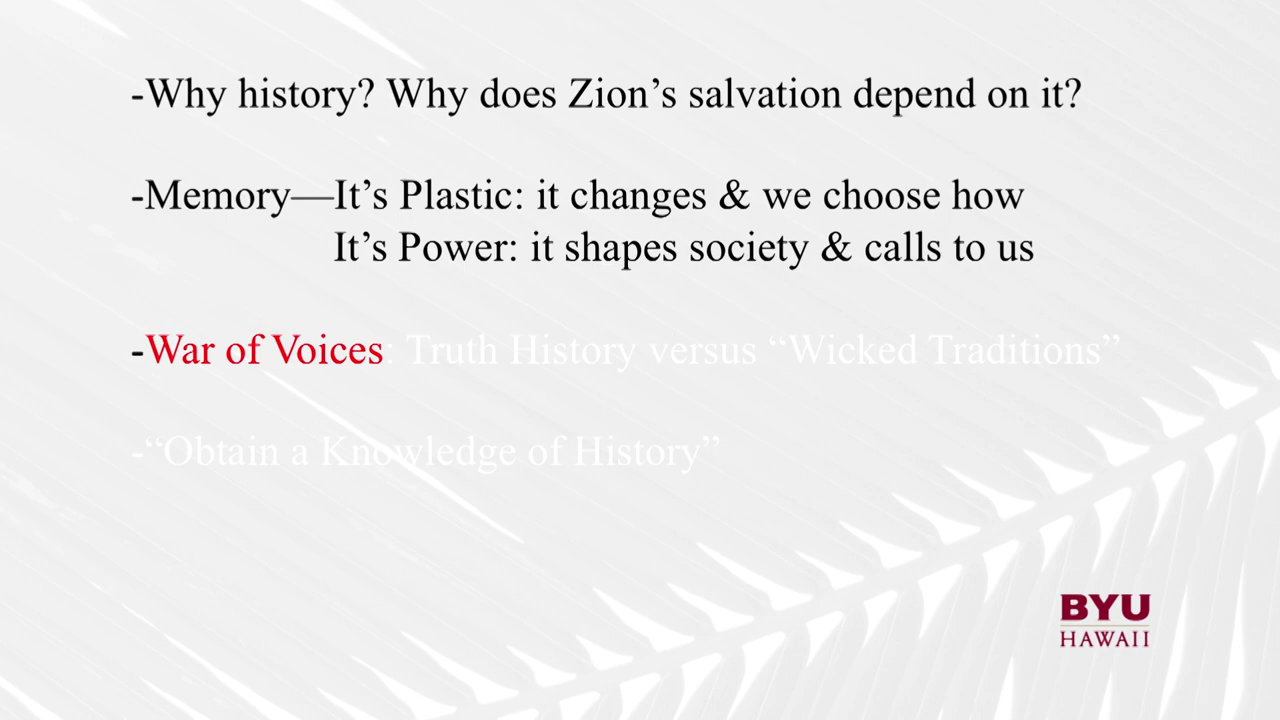 -Why history? Why does Zion’s salvation depend on it?
-Memory—It’s Plastic: it changes & we choose how
It’s Power: it shapes society & calls to us
-War of Voices: Truth History versus “Wicked Traditions”
-“Obtain a Knowledge of History”
BYU
HAWAII